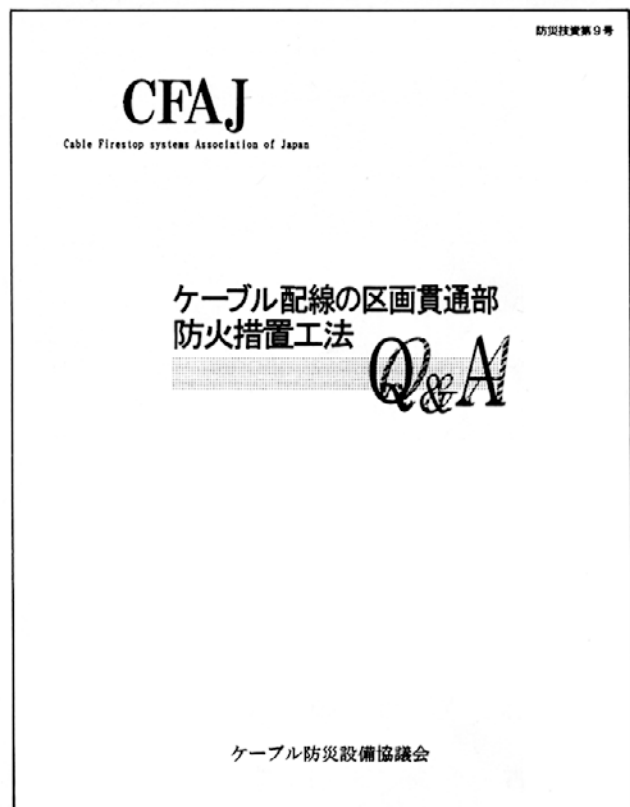 防災技資第9号
CFAJ
Cable Firestop systems Association of Japan
ケーブル配線の区画貫通部
防火措置工法
Q&A
ケーブル防災設備協議会